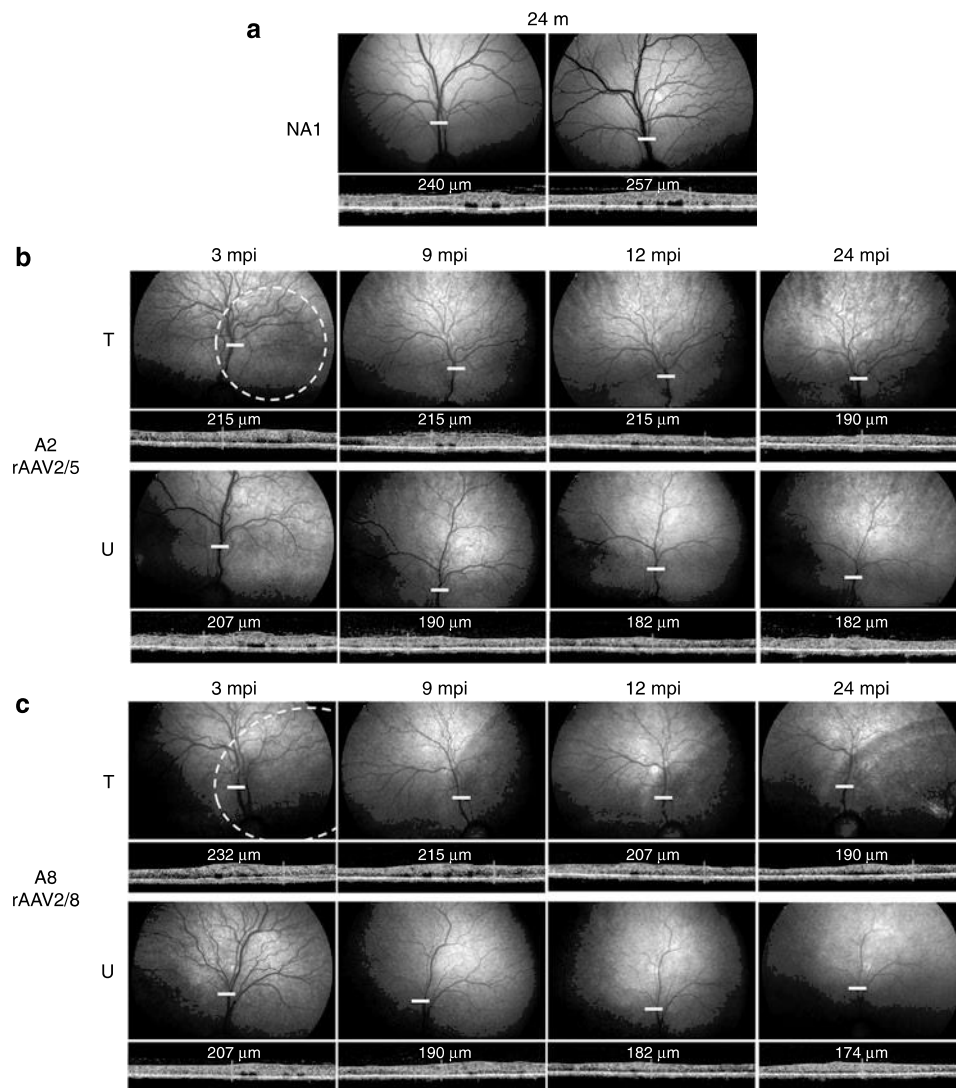 a
24 m
NA1
240 µm 257 µm
b
3 mpi 9 mpi 12 mpi 24 mpi
T
215 µm 215 µm 215 µm 190 µm
A2
rAAV2/5
U
207 µm 190 µm 182 µm 182 µm
c
3 mpi 9 mpi 12 mpi 24 mpi
T
232 µm 215 µm 207 µm 190 µm
A8
rAAV2/8
U
207 µm 190 µm 182 µm 174 µm